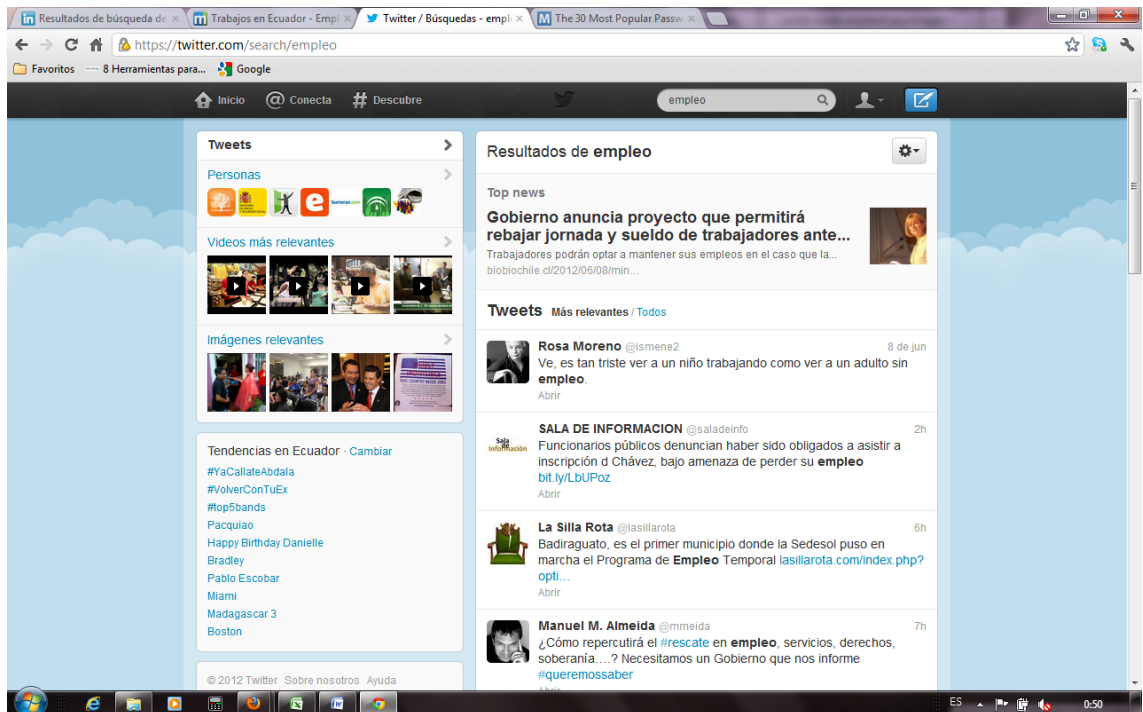 Resultados de búsqueda de
Trabajos en Ecuador - Empl
Twitter / Búsquedas - emple
The 30 Most Popular Passw
https://twitter.com/search/empleo
Favoritos
8 Herramientas para...
Google
Inicio
Conecta
Descubre
empleo
Tweets
Personas
Videos más relevantes
Imágenes relevantes
Tendencias en Ecuador · Cambiar
#YaCallateAbdala
#VolverConTuEx
#top5bands
Pacquiao
Happy Birthday Danielle
Bradley
Pablo Escobar
Miami
Madagascar 3
Boston
© 2012 Twitter Sobre nosotros Ayuda
Resultados de empleo
Top news
Gobierno anuncia proyecto que permitirá
rebajar jornada y sueldo de trabajadores ante...
Trabajadores podrán optar a mantener sus empleos en el caso que la...
biobiochile.cl/2012/06/08/min...
Tweets Más relevantes / Todos
Rosa Moreno @ismene2 8 de jun
Ve, es tan triste ver a un niño trabajando como ver a un adulto sin
empleo.
Abrir
Sala
de
Información
SALA DE INFORMACION @saladeinfo 2h
Funcionarios públicos denuncian haber sido obligados a asistir a
inscripción d Chávez, bajo amenaza de perder su empleo
bit.ly/LbUPoz
Abrir
La Silla Rota @lasillarota 6h
Badiraguato, es el primer municipio donde la Sedesol puso en
marcha el Programa de Empleo Temporal lasillarota.com/index.php?
opti...
Abrir
Manuel M. Almeida @mmeida 7h
¿Cómo repercutirá el #rescate en empleo, servicios, derechos,
soberanía....? Necesitamos un Gobierno que nos informe
#queremossaber
Abrir
ES
0:50